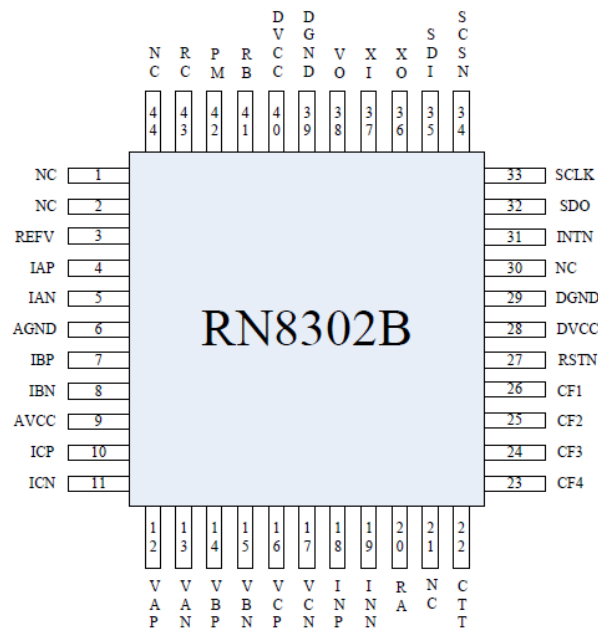 NC RC PM RB DVCC DGND VO XI XO SDI SCSN
44 43 42 41 40 39 38 37 36 35 34
NC 1 33 SCLK
NC 2 32 SDO
REFV 3 31 INTN
IAP 4 30 NC
IAN 5 29 DGND
AGND 6 28 DVCC
IBP 7 27 RSTN
IBN 8 26 CF1
AVCC 9 25 CF2
ICP 10 24 CF3
ICN 11 23 CF4
RN8302B
12 13 14 15 16 17 18 19 20 21 22
VAP VAN VBP VBN VCP VCN INP INN RA NC CTT